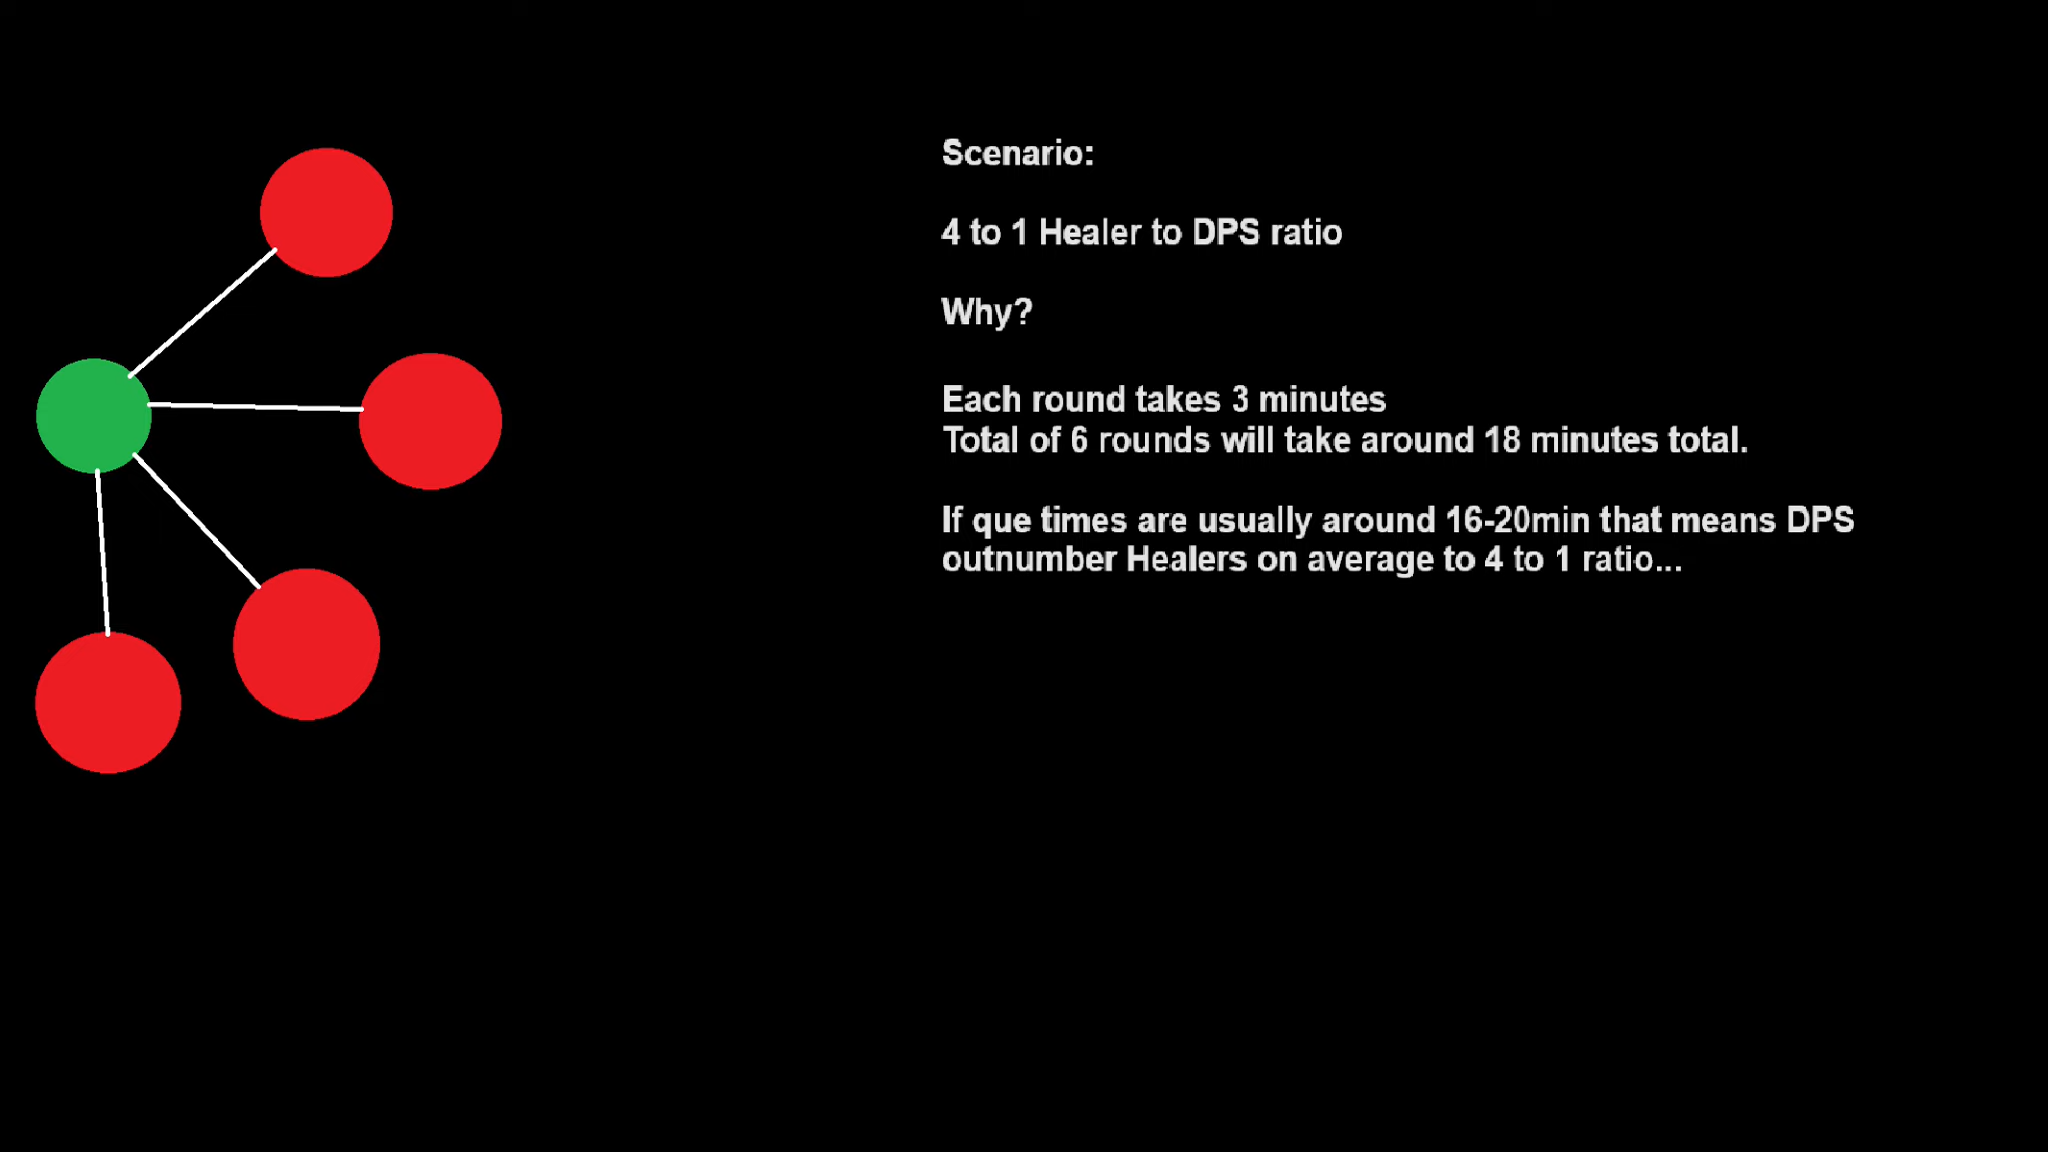 Scenario:
4 to 1 Healer to DPS ratio
Why?
Each round takes 3 minutes
Total of 6 rounds will take around 18 minutes total.
If que times are usually around 16-20min that means DPS
outnumber Healers on average to 4 to 1 ratio...